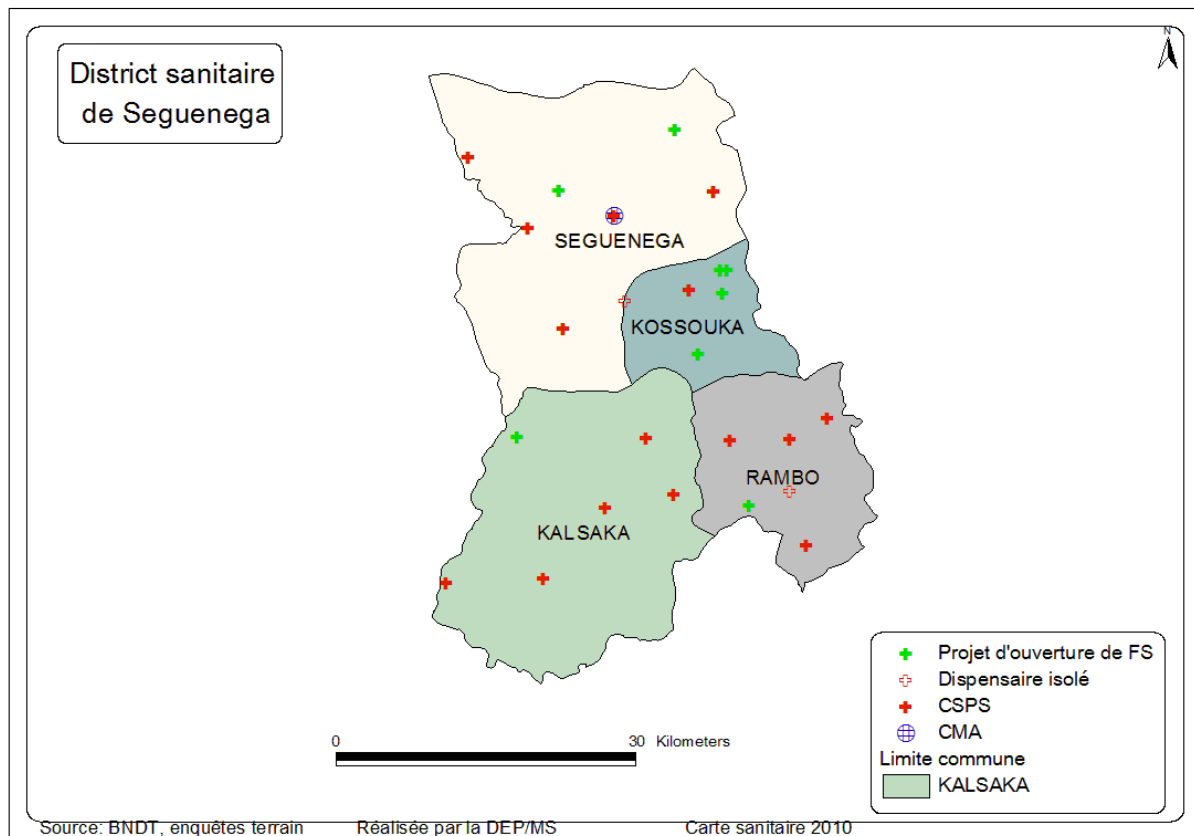 N
District sanitaire
de Seguenega
SEGUENEGA
KOSSOUKA
RAMBO
KALSAKA
Projet d'ouverture de FS
Dispensaire isolé
CSPS
CMA
Limite commune
KALSAKA
0 30 Kilometers
Source: BNDT, enquêtes terrain Réalisée par la DEP/MS Carte sanitaire 2010